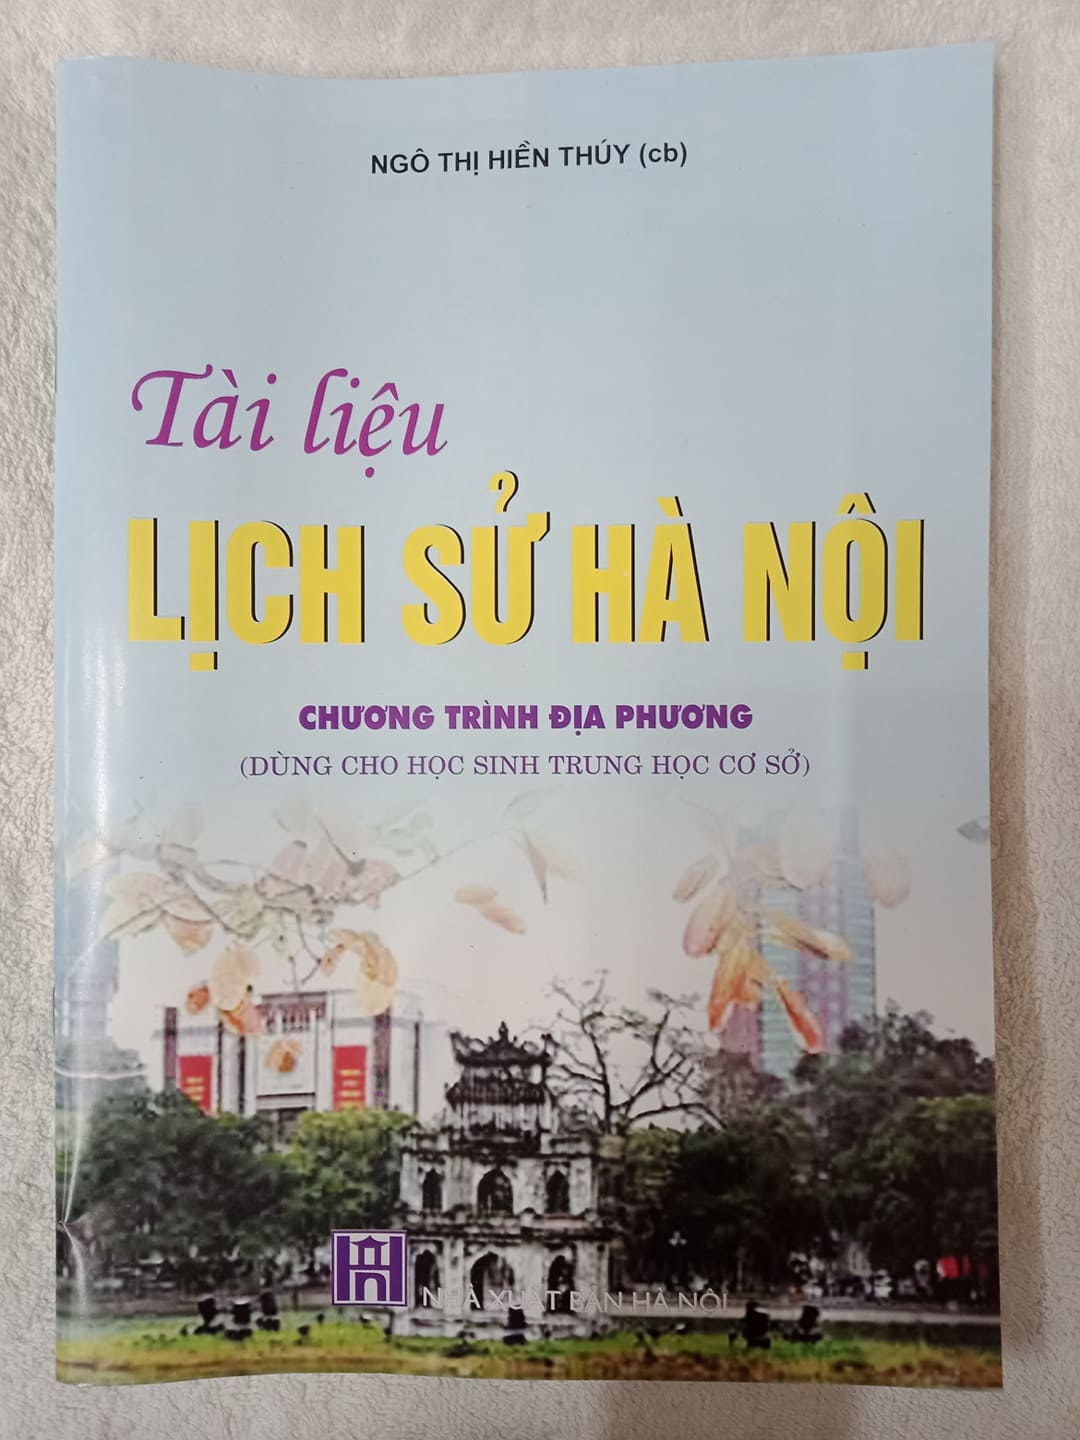 NGÔ THỊ HIỀN THÚY (cb)
Tài liệu
LỊCH SỬ HÀ NỘI
CHƯƠNG TRÌNH ĐỊA PHƯƠNG
(DÙNG CHO HỌC SINH TRUNG HỌC CƠ SỞ)
NHÀ XUẤT BẢN HÀ NỘI